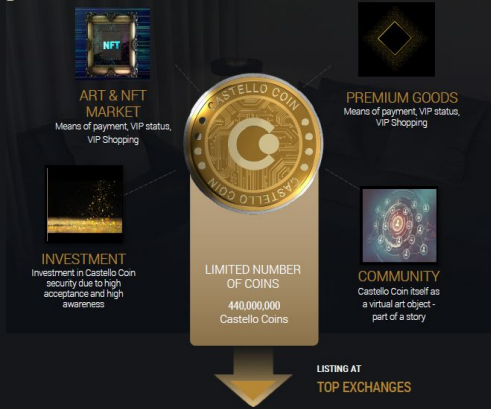 NFT
ART & NFT
MARKET
Means of payment, VIP status,
VIP Shopping
PREMIUM GOODS
Means of payment, VIP status,
VIP Shopping
CASTELLO COIN
CASTELLO COIN
INVESTMENT
Investment in Castello Coin
security due to high
acceptance and high
awareness
COMMUNITY
Castello Coin itself as
a virtual art object -
part of a story
LIMITED NUMBER
OF COINS
440,000,000
Castello Coins
LISTING AT
TOP EXCHANGES